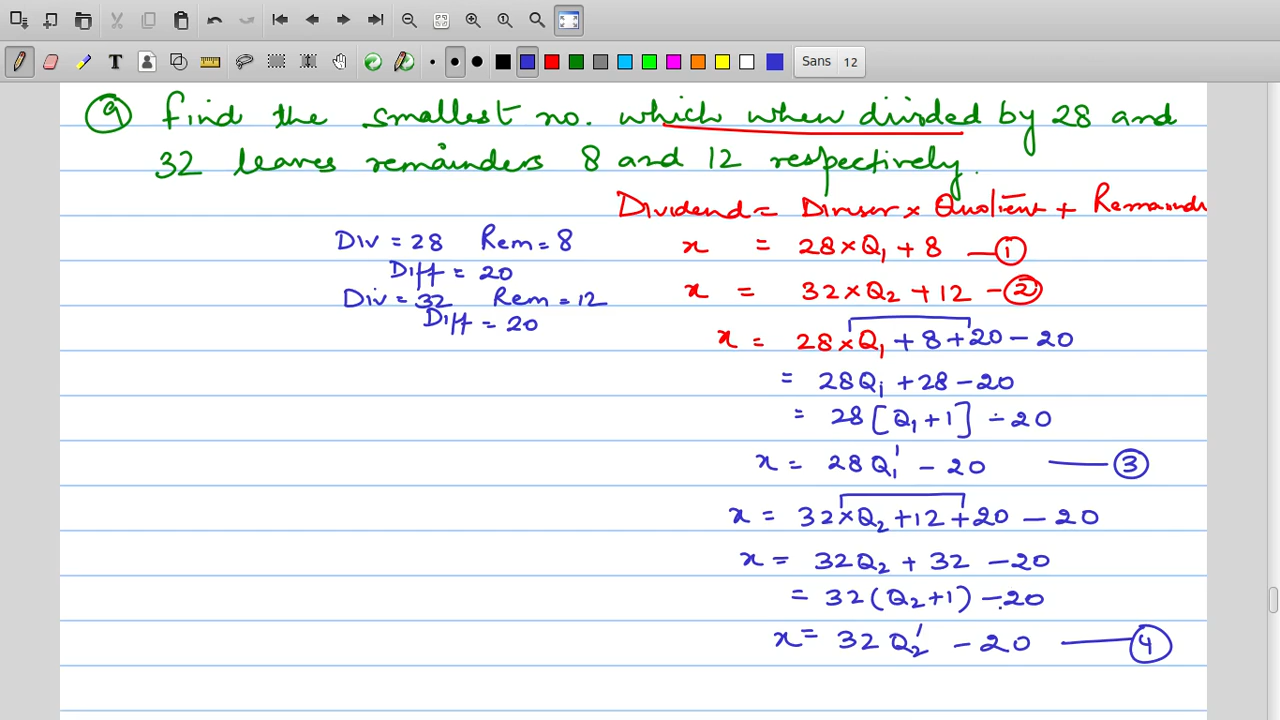 Sans 12
9 Find the smallest no. which when divided by 28 and
32 leaves remainders 8 and 12 respectively.
Dividend = Divisor × Quotient + Remainder
Div = 28 Rem = 8
Diff = 20
Div = 32 Rem = 12
Diff = 20
x = 28 × Q₁ + 8 — 1
x = 32 × Q₂ + 12 — 2
x = 28 × Q₁ + 8 + 20 - 20
= 28Q₁ + 28 - 20
= 28 [Q₁ + 1] - 20
x = 28 Q₁' - 20 — 3
x = 32 × Q₂ + 12 + 20 - 20
x = 32Q₂ + 32 - 20
= 32 (Q₂ + 1) - 20
x = 32 Q₂' - 20 — 4